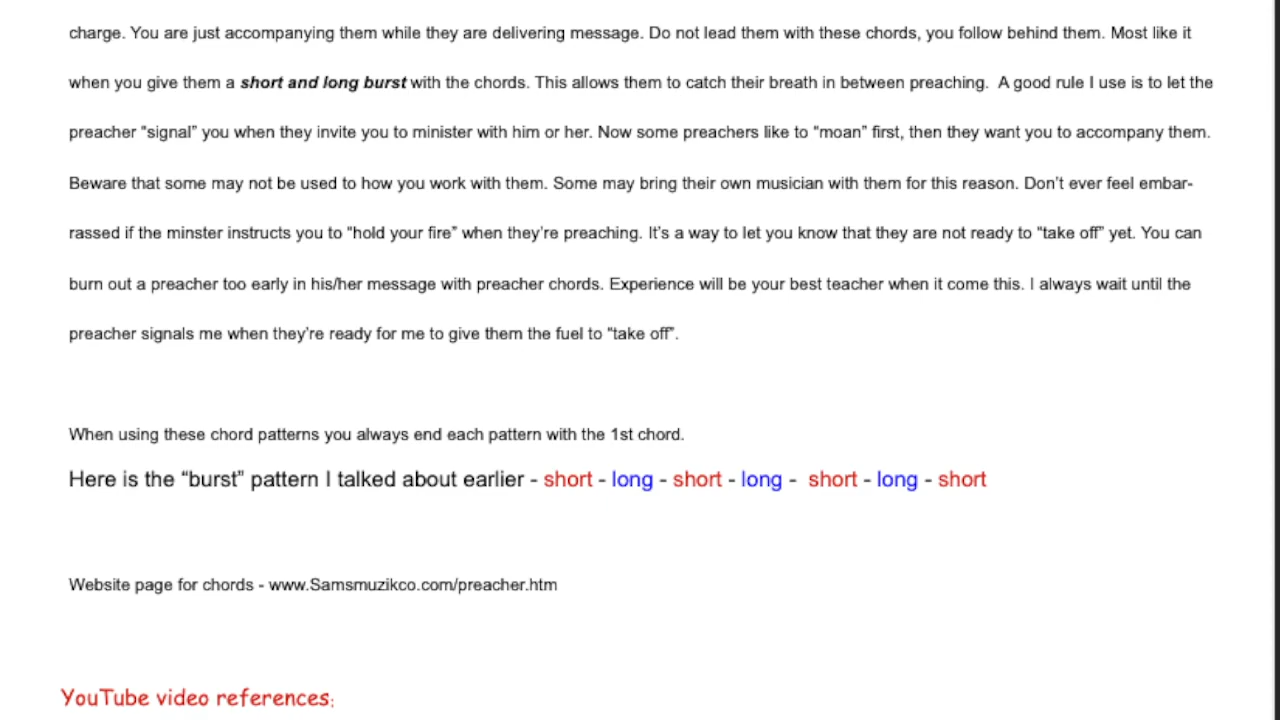 charge. You are just accompanying them while they are delivering message. Do not lead them with these chords, you follow behind them. Most like it
when you give them a short and long burst with the chords. This allows them to catch their breath in between preaching.  A good rule I use is to let the
preacher “signal” you when they invite you to minister with him or her. Now some preachers like to “moan” first, then they want you to accompany them.
Beware that some may not be used to how you work with them. Some may bring their own musician with them for this reason. Don’t ever feel embar-
rassed if the minster instructs you to “hold your fire” when they’re preaching. It’s a way to let you know that they are not ready to “take off” yet. You can
burn out a preacher too early in his/her message with preacher chords. Experience will be your best teacher when it come this. I always wait until the
preacher signals me when they’re ready for me to give them the fuel to “take off”.
When using these chord patterns you always end each pattern with the 1st chord.
Here is the “burst” pattern I talked about earlier - short - long - short - long -  short - long - short
Website page for chords - www.Samsmuzikco.com/preacher.htm
YouTube video references: